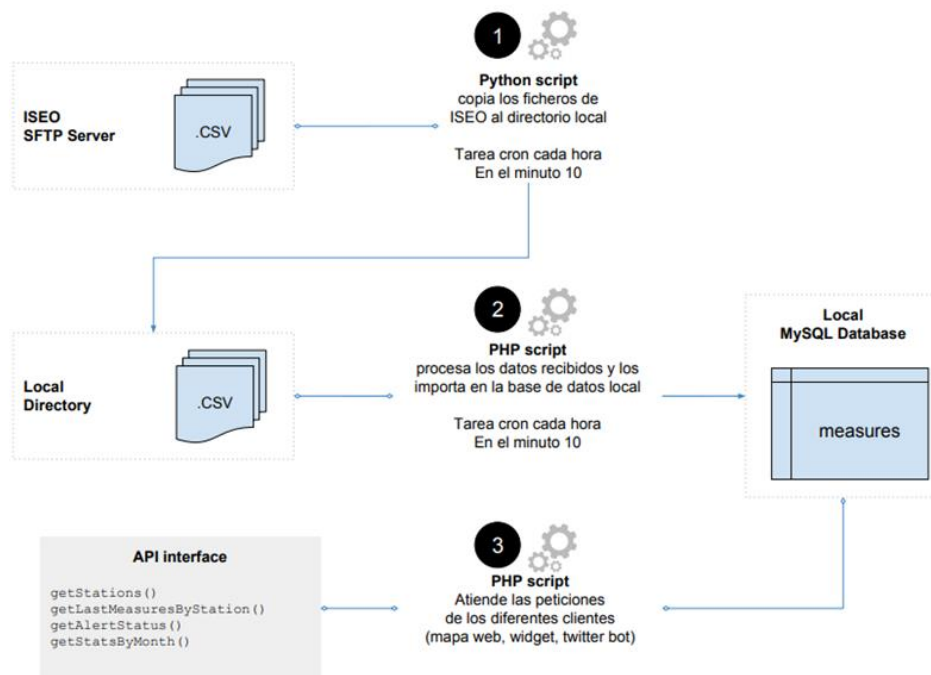 1
Python script
copia los ficheros de
ISEO al directorio local
Tarea cron cada hora
En el minuto 10
ISEO
SFTP Server
.CSV
2
PHP script
procesa los datos recibidos y los
importa en la base de datos local
Tarea cron cada hora
En el minuto 10
Local
Directory
.CSV
Local
MySQL Database
measures
3
PHP script
Atiende las peticiones
de los diferentes clientes
(mapa web, widget, twitter bot)
API interface
getStations()
getLastMeasuresByStation()
getAlertStatus()
getStatsByMonth()